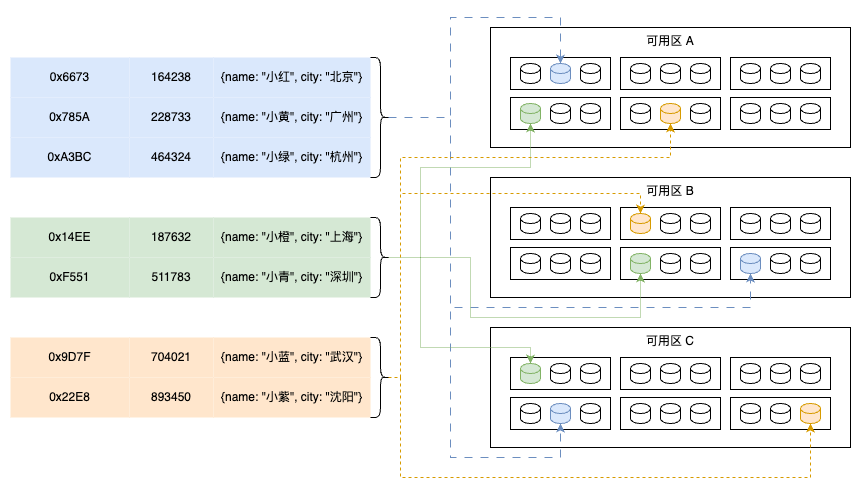 0x6673 164238 {name: "小红", city: "北京"}
0x785A 228733 {name: "小黄", city: "广州"}
0xA3BC 464324 {name: "小绿", city: "杭州"}
0x14EE 187632 {name: "小橙", city: "上海"}
0xF551 511783 {name: "小青", city: "深圳"}
0x9D7F 704021 {name: "小蓝", city: "武汉"}
0x22E8 893450 {name: "小紫", city: "沈阳"}
可用区 A
可用区 B
可用区 C